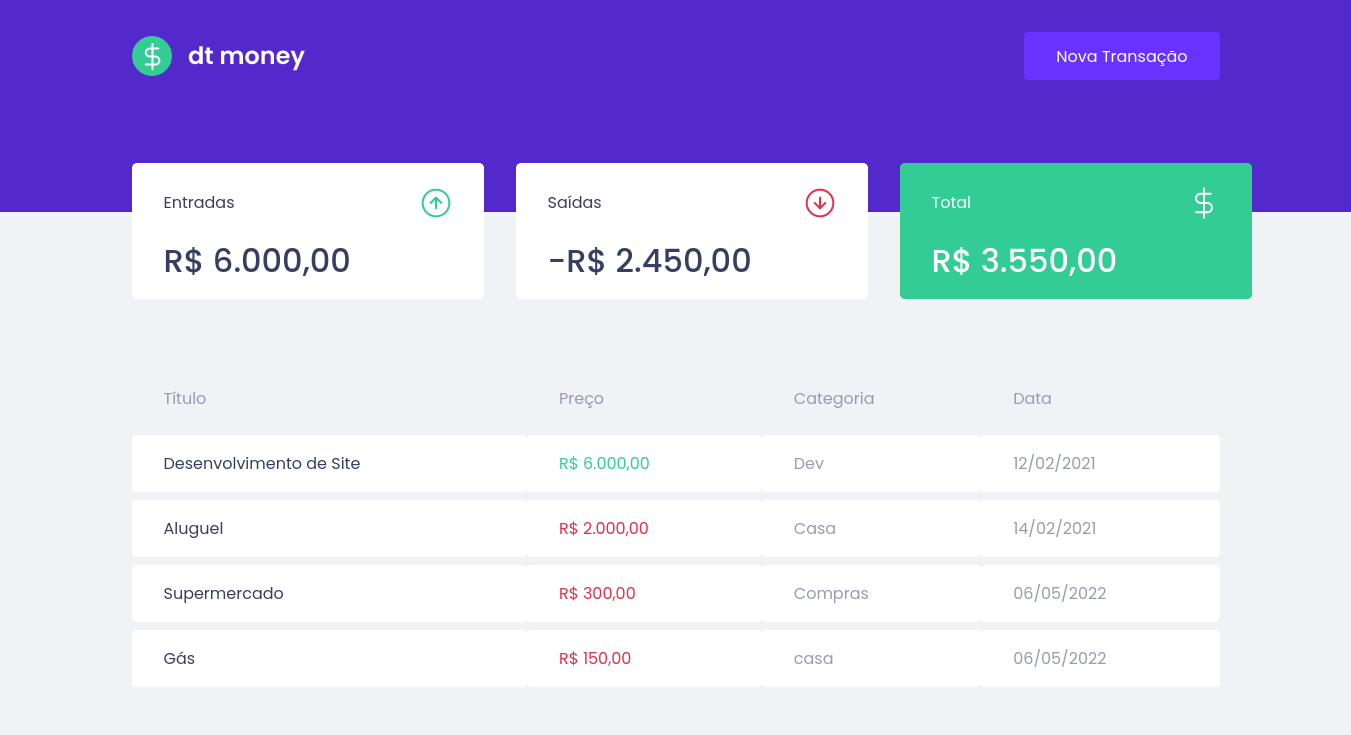 dt money
Nova Transação
Entradas
R$ 6.000,00
Saídas
-R$ 2.450,00
Total
R$ 3.550,00
Título Preço Categoria Data
Desenvolvimento de Site R$ 6.000,00 Dev 12/02/2021
Aluguel R$ 2.000,00 Casa 14/02/2021
Supermercado R$ 300,00 Compras 06/05/2022
Gás R$ 150,00 casa 06/05/2022